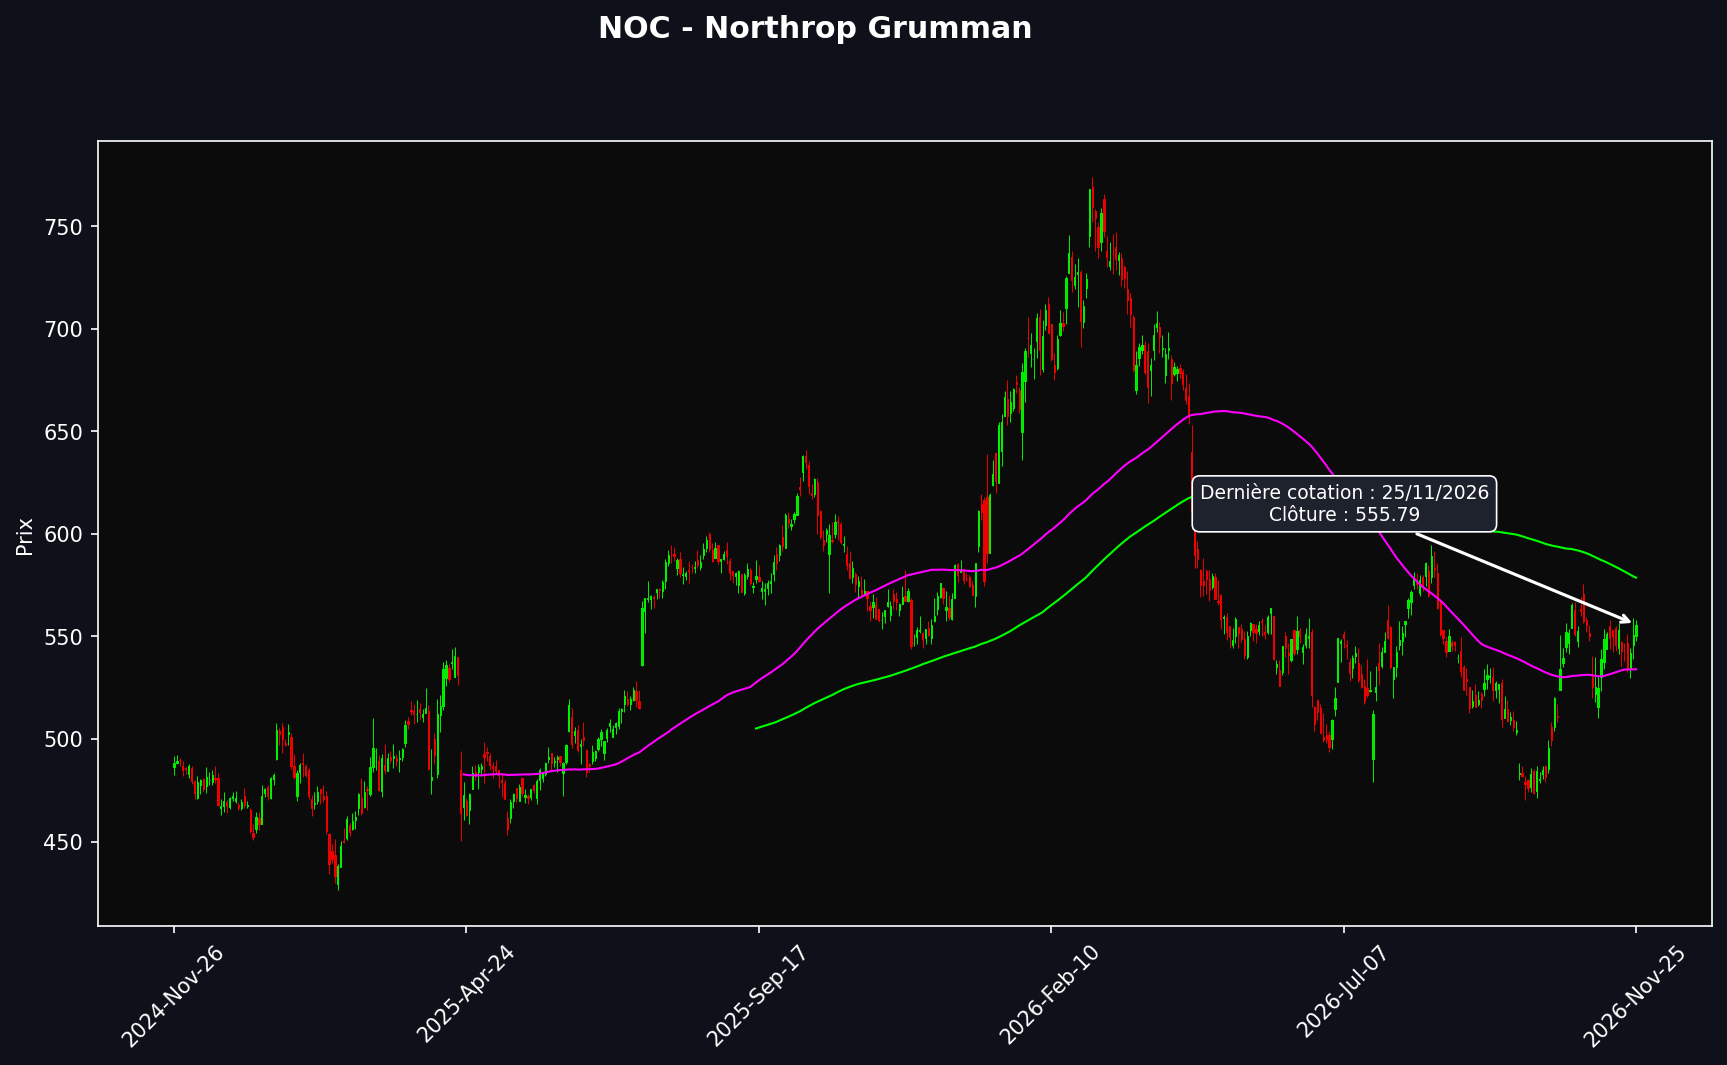 NOC - Northrop Grumman
Prix
750
700
650
600
550
500
450
Dernière cotation : 25/11/2026
Clôture : 555.79
2024-Nov-26
2025-Apr-24
2025-Sep-17
2026-Feb-10
2026-Jul-07
2026-Nov-25